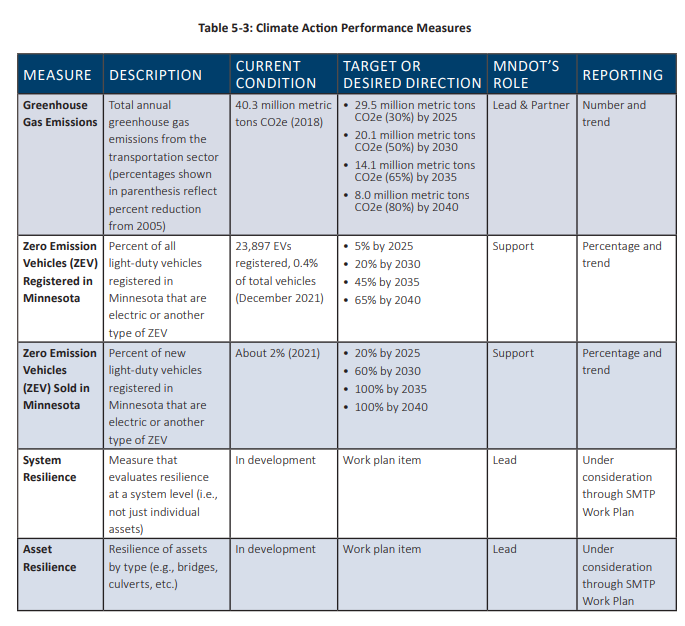 Table 5-3: Climate Action Performance Measures
MEASURE
DESCRIPTION
CURRENT
CONDITION
TARGET OR
DESIRED DIRECTION
MNDOT'S
ROLE
REPORTING
Greenhouse
Gas Emissions
Total annual
greenhouse gas
emissions from the
transportation sector
(percentages shown
in parenthesis reflect
percent reduction
from 2005)
40.3 million metric
tons CO2e (2018)
• 29.5 million metric tons
CO2e (30%) by 2025
• 20.1 million metric tons
CO2e (50%) by 2030
• 14.1 million metric tons
CO2e (65%) by 2035
• 8.0 million metric tons
CO2e (80%) by 2040
Lead & Partner
Number and
trend
Zero Emission
Vehicles (ZEV)
Registered in
Minnesota
Percent of all
light-duty vehicles
registered in
Minnesota that are
electric or another
type of ZEV
23,897 EVs
registered, 0.4%
of total vehicles
(December 2021)
• 5% by 2025
• 20% by 2030
• 45% by 2035
• 65% by 2040
Support
Percentage and
trend
Zero Emission
Vehicles
(ZEV) Sold in
Minnesota
Percent of new
light-duty vehicles
registered in
Minnesota that are
electric or another
type of ZEV
About 2% (2021)
• 20% by 2025
• 60% by 2030
• 100% by 2035
• 100% by 2040
Support
Percentage and
trend
System
Resilience
Measure that
evaluates resilience
at a system level (i.e.,
not just individual
assets)
In development
Work plan item
Lead
Under
consideration
through SMTP
Work Plan
Asset
Resilience
Resilience of assets
by type (e.g., bridges,
culverts, etc.)
In development
Work plan item
Lead
Under
consideration
through SMTP
Work Plan